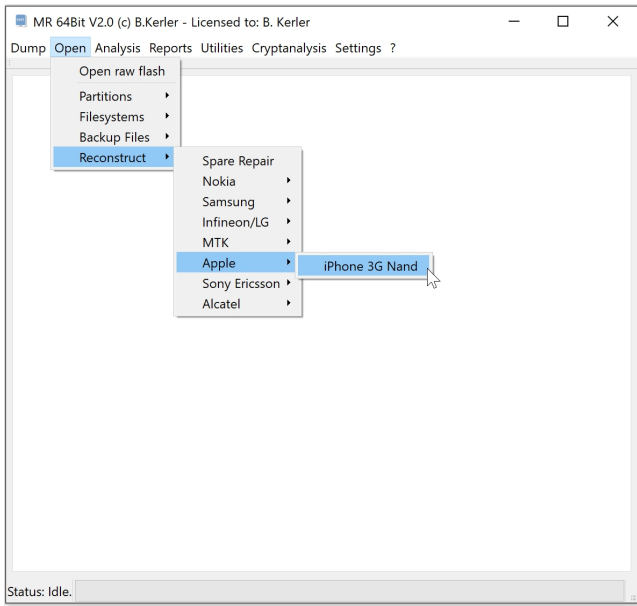 MR 64Bit V2.0 (c) B.Kerler - Licensed to: B. Kerler
Dump Open Analysis Reports Utilities Cryptanalysis Settings ?
Open raw flash
Partitions
Filesystems
Backup Files
Reconstruct
Spare Repair
Nokia
Samsung
Infineon/LG
MTK
Apple
iPhone 3G Nand
Sony Ericsson
Alcatel
Status: Idle.